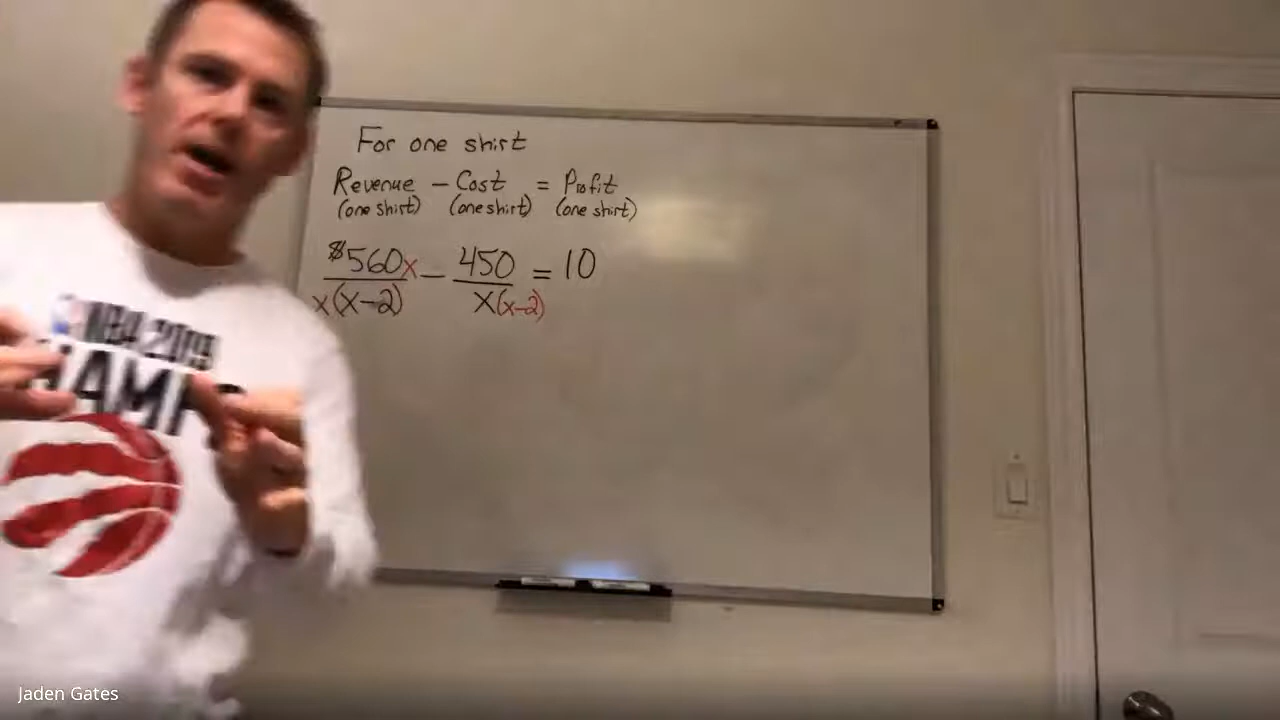 For one shirt
Revenue - Cost = Profit
(one shirt) (one shirt) (one shirt)
$560x - 450 = 10
x(x-2) x(x-2)
NBA 2019
Jaden Gates